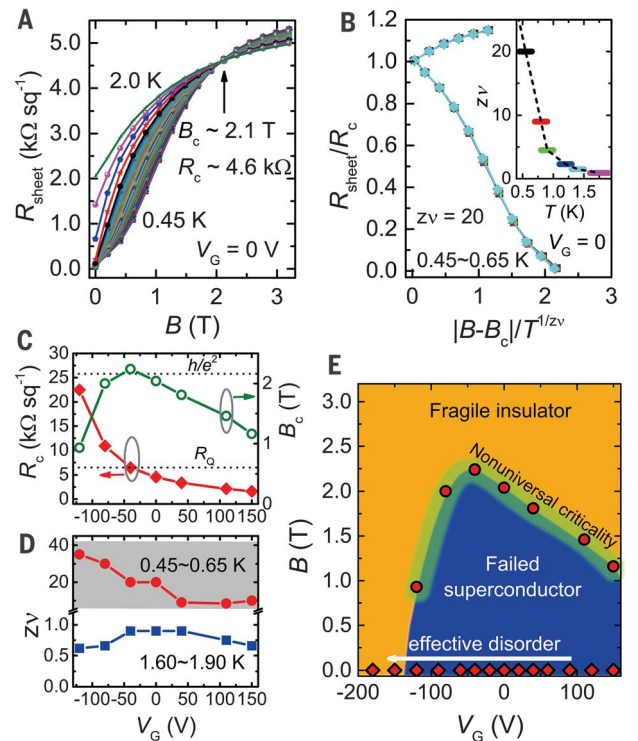 A
5.0
4.0
3.0
2.0
1.0
0.0
R_sheet (kΩ sq⁻¹)
2.0 K
B_c ~ 2.1 T
R_c ~ 4.6 kΩ
0.45 K
V_G = 0 V
0 1 2 3
B (T)
B
1.2
1.0
0.8
0.6
0.4
0.2
0.0
R_sheet/R_c
20
10
0
zν
0.5 1.0 1.5
T (K)
zν = 20
V_G = 0
0.45~0.65 K
0 1 2 3
|B-B_c|/T^1/zν
C
30
25
20
15
10
5
0
R_c (kΩ sq⁻¹)
h/e²
R_Q
2
1
0
B_c (T)
-100 -50 0 50 100 150
D
40
20
1.0
0.5
0.0
zν
0.45~0.65 K
1.60~1.90 K
-100 -50 0 50 100 150
V_G (V)
E
3.0
2.5
2.0
1.5
1.0
0.5
0.0
B (T)
Fragile insulator
Nonuniversal criticality
Failed
superconductor
effective disorder
-200 -100 0 100
V_G (V)